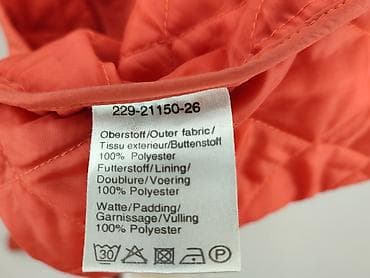 229-21150-26
Oberstoff/Outer fabric/
Tissu exterieur/Buttenstoff
100% Polyester
Futterstoff/Lining/
Doublure/Voering
100% Polyester
Watte/Padding/
Garnissage/Vulling
100% Polyester
30 P